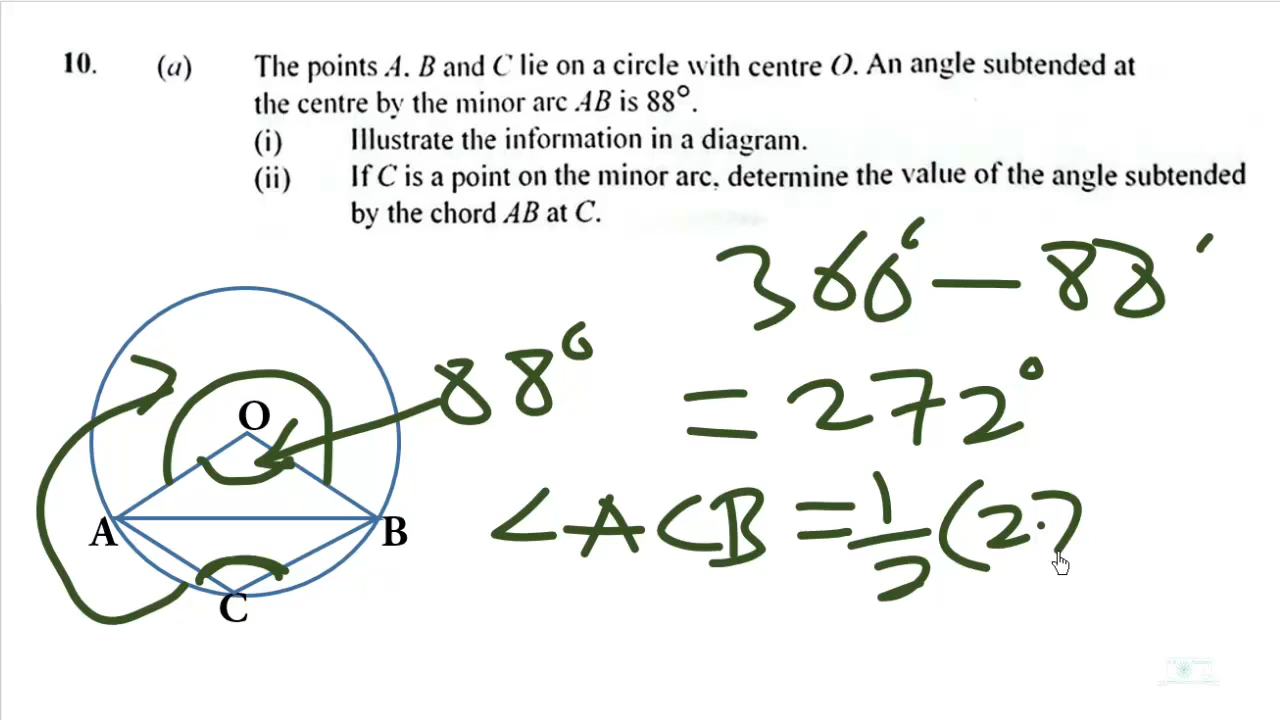 10. (a) The points A. B and C lie on a circle with centre O. An angle subtended at
the centre by the minor arc AB is 88°.
(i) Illustrate the information in a diagram.
(ii) If C is a point on the minor arc, determine the value of the angle subtended
by the chord AB at C.
360° - 88°
88°
= 272°
O
A
B
C
∠ACB = 1/2 (27